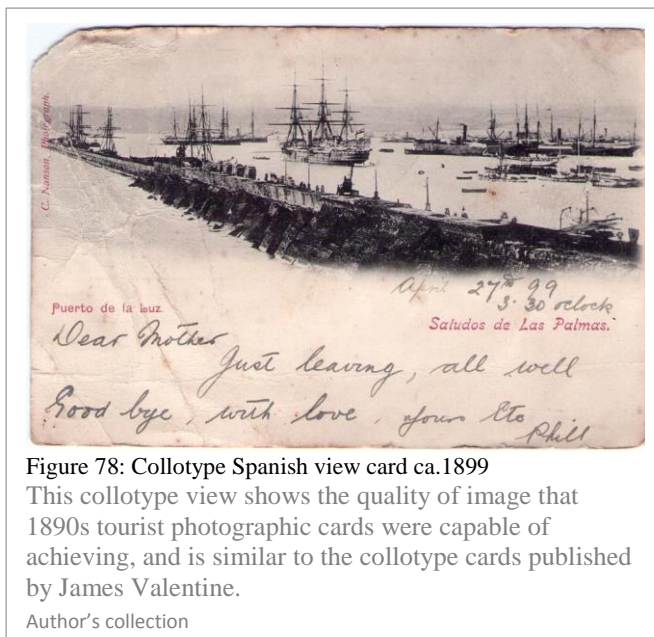 C. Nanson, Photograph.
Puerto de la Luz
April 27th 99
3.30 oclock
Saludos de Las Palmas.
Dear Mother
Just leaving, all well
Good bye, with love, yours Etc
Phill
Figure 78: Collotype Spanish view card ca.1899
This collotype view shows the quality of image that
1890s tourist photographic cards were capable of
achieving, and is similar to the collotype cards published
by James Valentine.
Author's collection